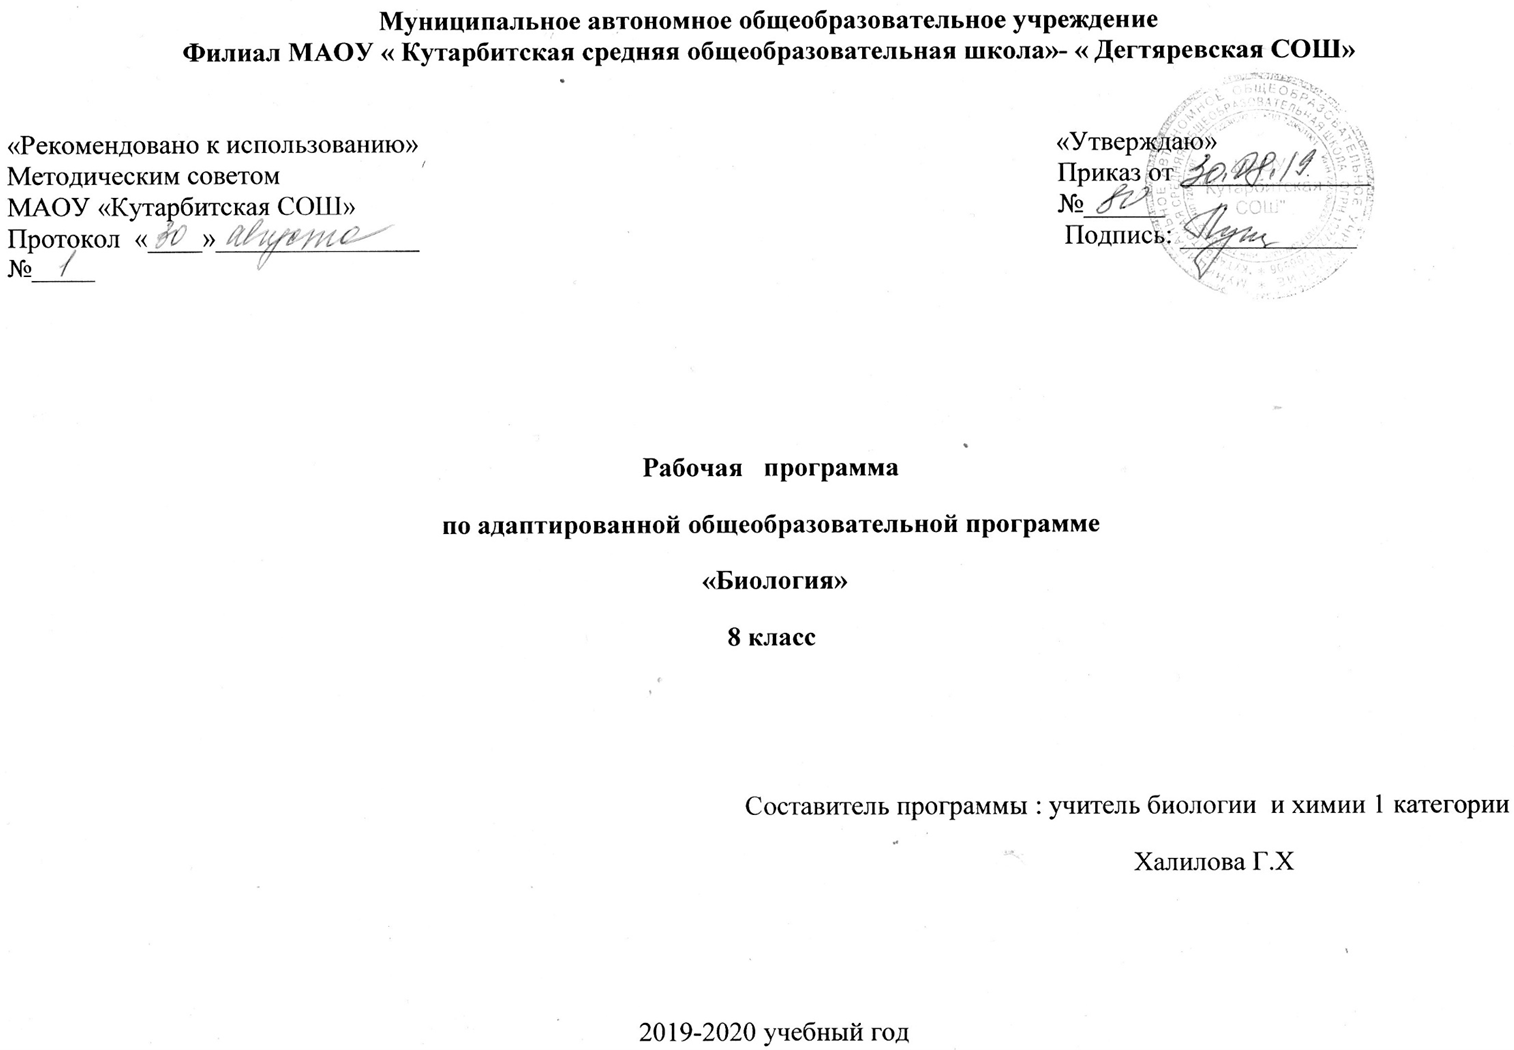 Муниципальное автономное общеобразовательное учреждение
Филиал МАОУ « Кутарбитская средняя общеобразовательная школа»- « Дегтяревская СОШ»
«Рекомендовано к использованию»
Методическим советом
МАОУ «Кутарбитская СОШ»
Протокол «30» августа
№ 1
«Утверждаю»
Приказ от 30.08.19.
№ 80
Подпись:
Кутарбитская
СОШ"
Рабочая программа
по адаптированной общеобразовательной программе
«Биология»
8 класс
Составитель программы : учитель биологии и химии 1 категории
Халилова Г.Х
2019-2020 учебный год